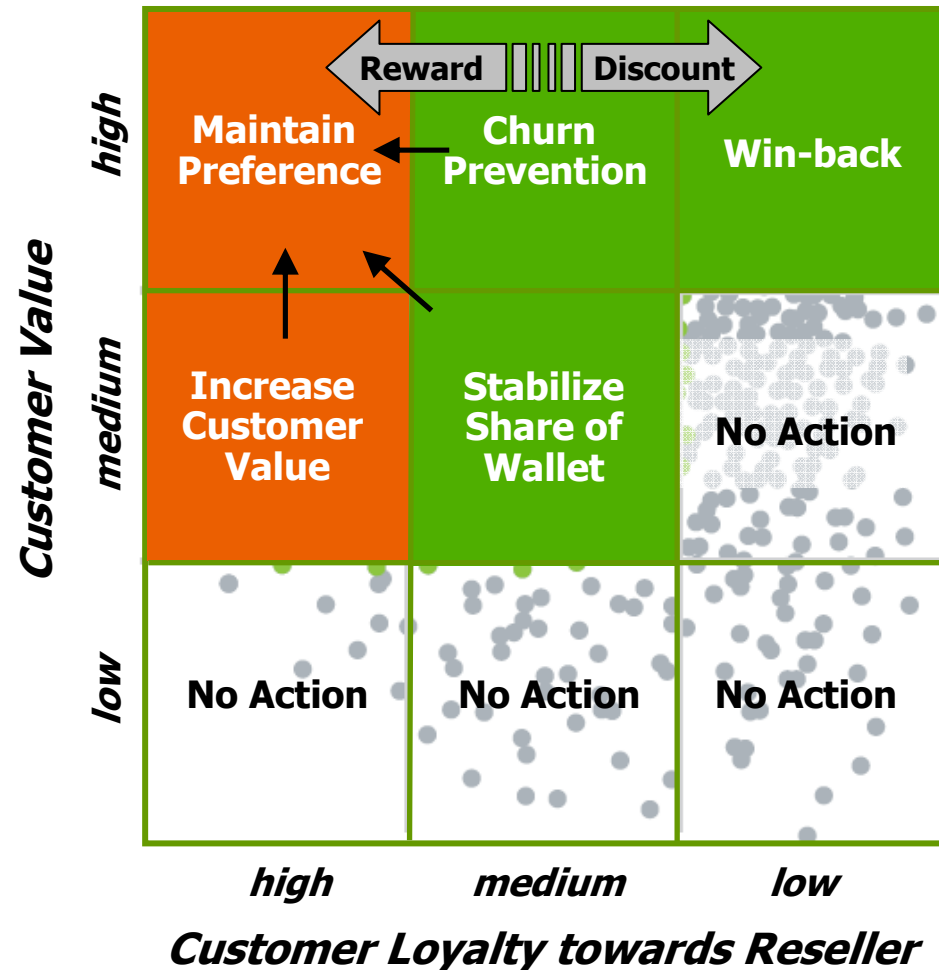 Reward
Discount
high
Maintain
Preference
Churn
Prevention
Win-back
Customer Value
medium
Increase
Customer
Value
Stabilize
Share of
Wallet
No Action
low
No Action
No Action
No Action
high
medium
low
Customer Loyalty towards Reseller